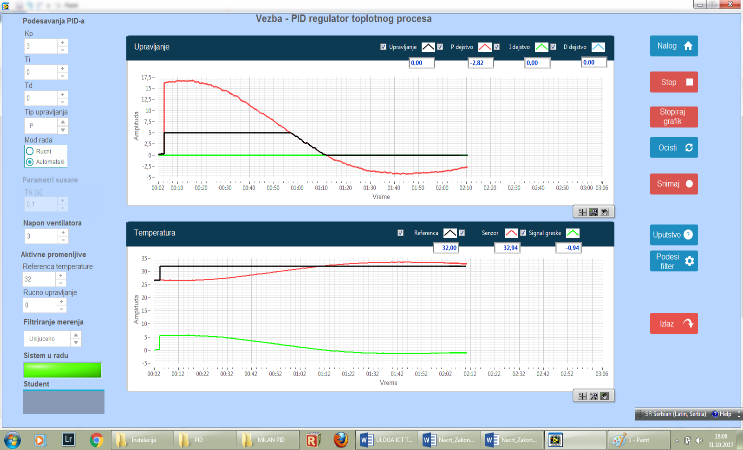 Vezba - PID regulator toplotnog procesa
Podesavanja PID-a
Kp
3
Ti
0
Td
0
Tip upravljanja
P
Mod rada
Rucni
Automatski
Parametri susare
0,1
Napon ventilatora
3
Aktivne promenljive
Referenca temperature
32
Rucno upravljanje
0
Filtriranje merenja
Ukljuceno
Sistem u radu
Student
Upravljanje
Upravljanje P dejstvo I dejstvo D dejstvo
0,00 -2,82 0,00 0,00
Amplituda
17,5
15
12,5
10
7,5
5
2,5
0
-2,5
-5
00:02 00:10 00:20 00:30 00:40 00:50 01:00 01:10 01:20 01:30 01:40 01:50 02:00 02:10 02:20 02:30 02:40 02:50 03:00 03:06
Vreme
Temperatura
Referenca Senzor Signal greske
32,00 32,94 -0,94
Amplituda
35
30
25
20
15
10
5
0
-5
00:02 00:12 00:22 00:32 00:42 00:52 01:02 01:12 01:22 01:32 01:42 01:52 02:02 02:12 02:22 02:32 02:42 02:52 03:06
Vreme
Nalog
Stop
Stopiraj grafik
Ocisti
Snimaj
Uputstvo
Podesi filter
Izlaz
SR Serbian (Latin, Serbia) Help
Instalacija
PID
MILAN PID
ULOGA ICT T...
Nacrt_Zakon...
Nacrt_Zakon...
Nacrt_Zakon...
1 - Paint
18:08
31.10.2017